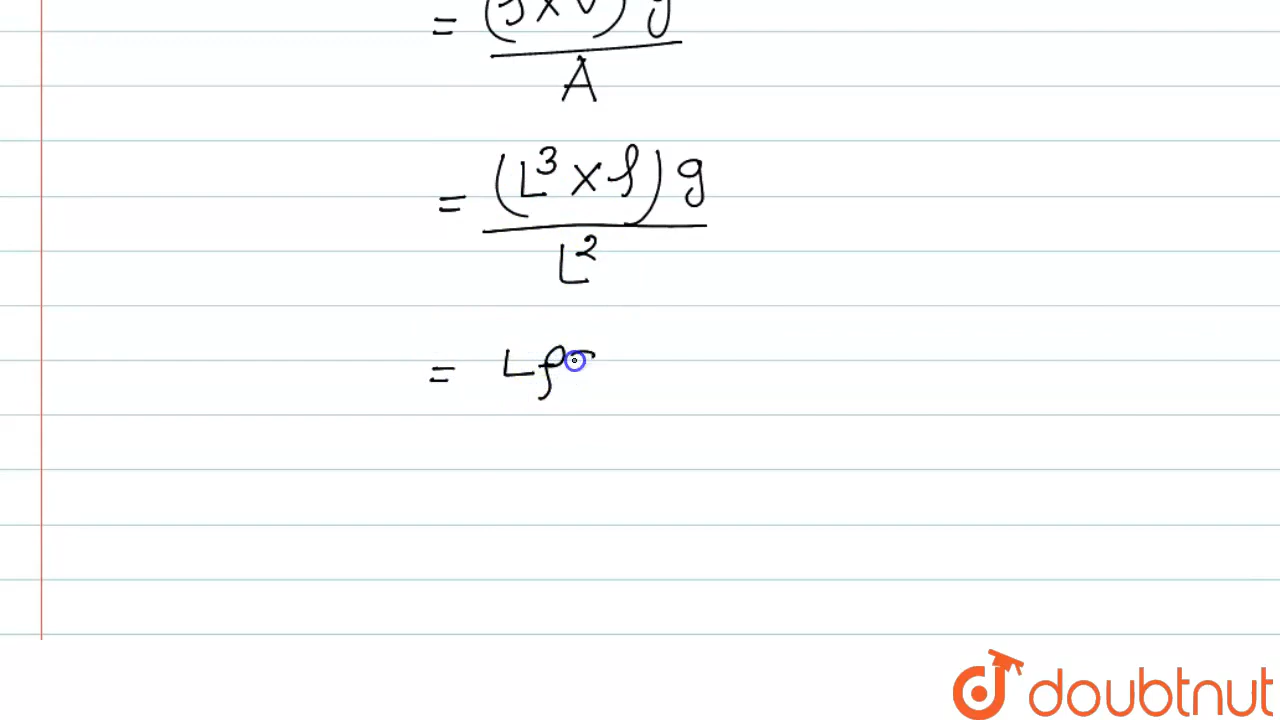 = (ρ×V)g
A
= (L³×ρ)g
L²
= Lρ
doubtnut